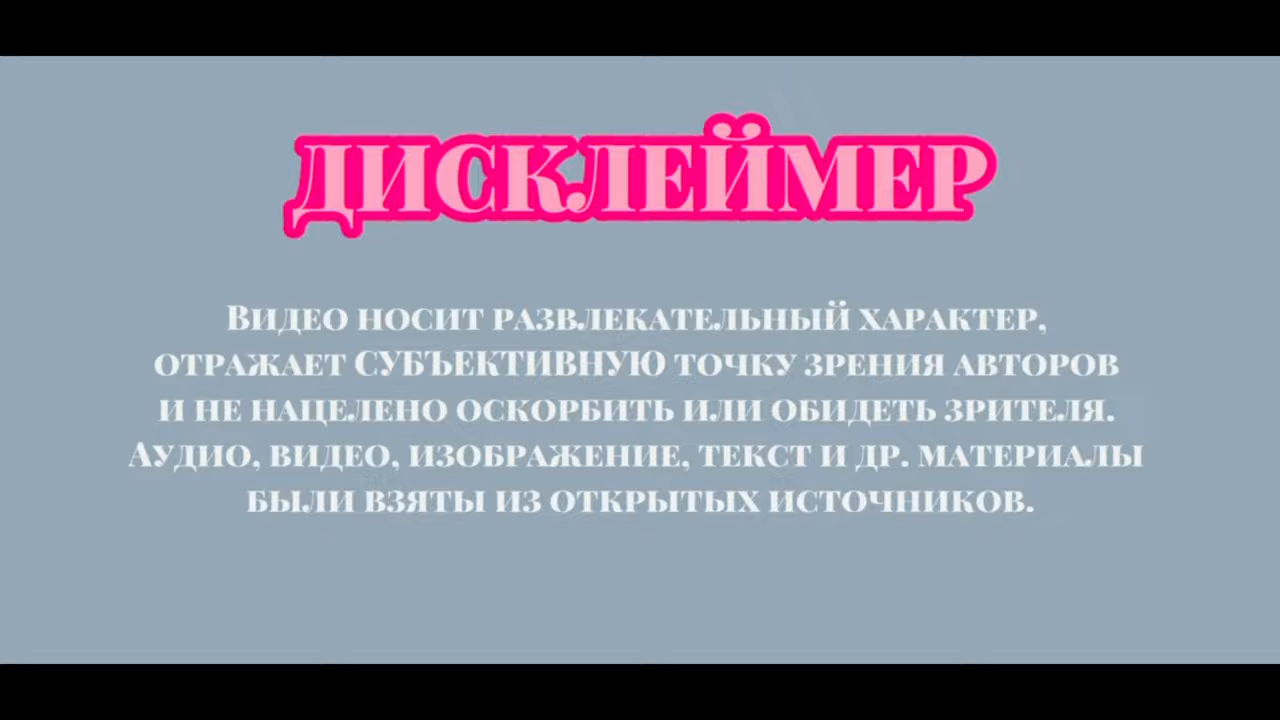 ДИСКЛЕЙМЕР
Видео носит развлекательный характер,
отражает СУБЪЕКТИВНУЮ точку зрения авторов
и не нацелено оскорбить или обидеть зрителя.
Аудио, видео, изображение, текст и др. материалы
были взяты из открытых источников.